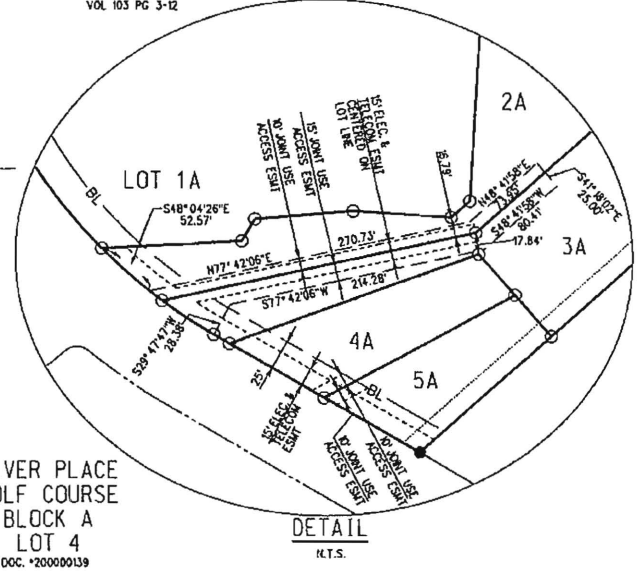 VOL 103 PG 3-12
2A
15' ELEC. &
TELECOM ESMT
CENTERED ON
LOT LINE
15' JOINT USE
ACCESS ESMT
10' JOINT USE
ACCESS ESMT
16.79'
N48° 41'58"E
73.95'
S48° 41'58"W
80.41'
S41° 18'02"E
25.00'
BL
LOT 1A
S48° 04'26"E
52.57'
270.73'
N77° 42'06"E
17.84'
3A
S77° 42'06"W
214.28'
S29° 47'47"W
28.38'
4A
25'
BL
5A
15' ELEC. &
TELECOM
ESMT
10' JOINT USE
ACCESS ESMT
10' JOINT USE
ACCESS ESMT
VER PLACE
OLF COURSE
BLOCK A
LOT 4
DOC. *200000139
DETAIL
N.T.S.